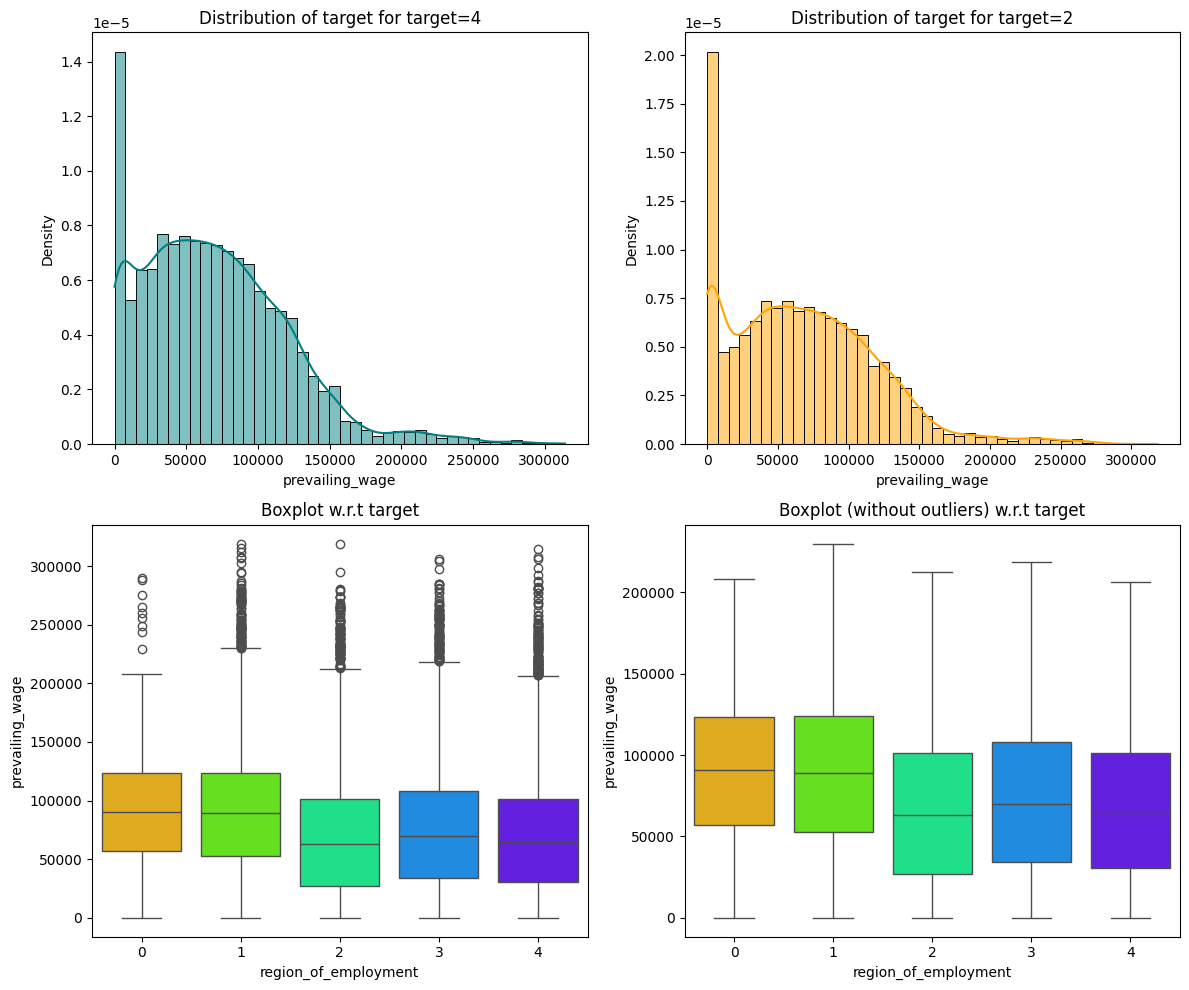 Distribution of target for target=4
1e−5
1.4
1.2
1.0
0.8
0.6
0.4
0.2
0.0
Density
0 50000 100000 150000 200000 250000 300000
prevailing_wage
Distribution of target for target=2
1e−5
2.00
1.75
1.50
1.25
1.00
0.75
0.50
0.25
0.00
Density
0 50000 100000 150000 200000 250000 300000
prevailing_wage
Boxplot w.r.t target
300000
250000
200000
150000
100000
50000
0
prevailing_wage
0 1 2 3 4
region_of_employment
Boxplot (without outliers) w.r.t target
200000
150000
100000
50000
0
prevailing_wage
0 1 2 3 4
region_of_employment